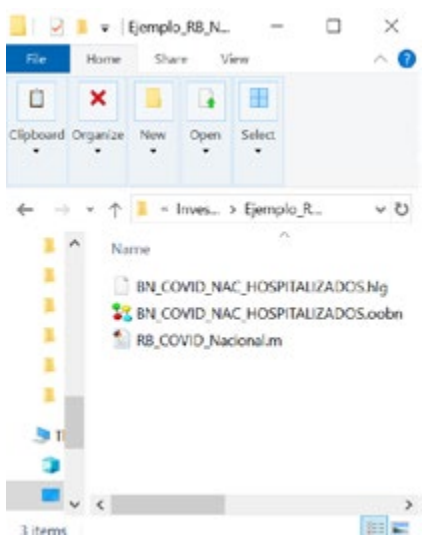 Ejemplo_RB_N...
File Home Share View
Clipboard Organize New Open Select
« Inves... > Ejemplo_R...
Name
BN_COVID_NAC_HOSPITALIZADOS.hlg
BN_COVID_NAC_HOSPITALIZADOS.oobn
RB_COVID_Nacional.m
3 items